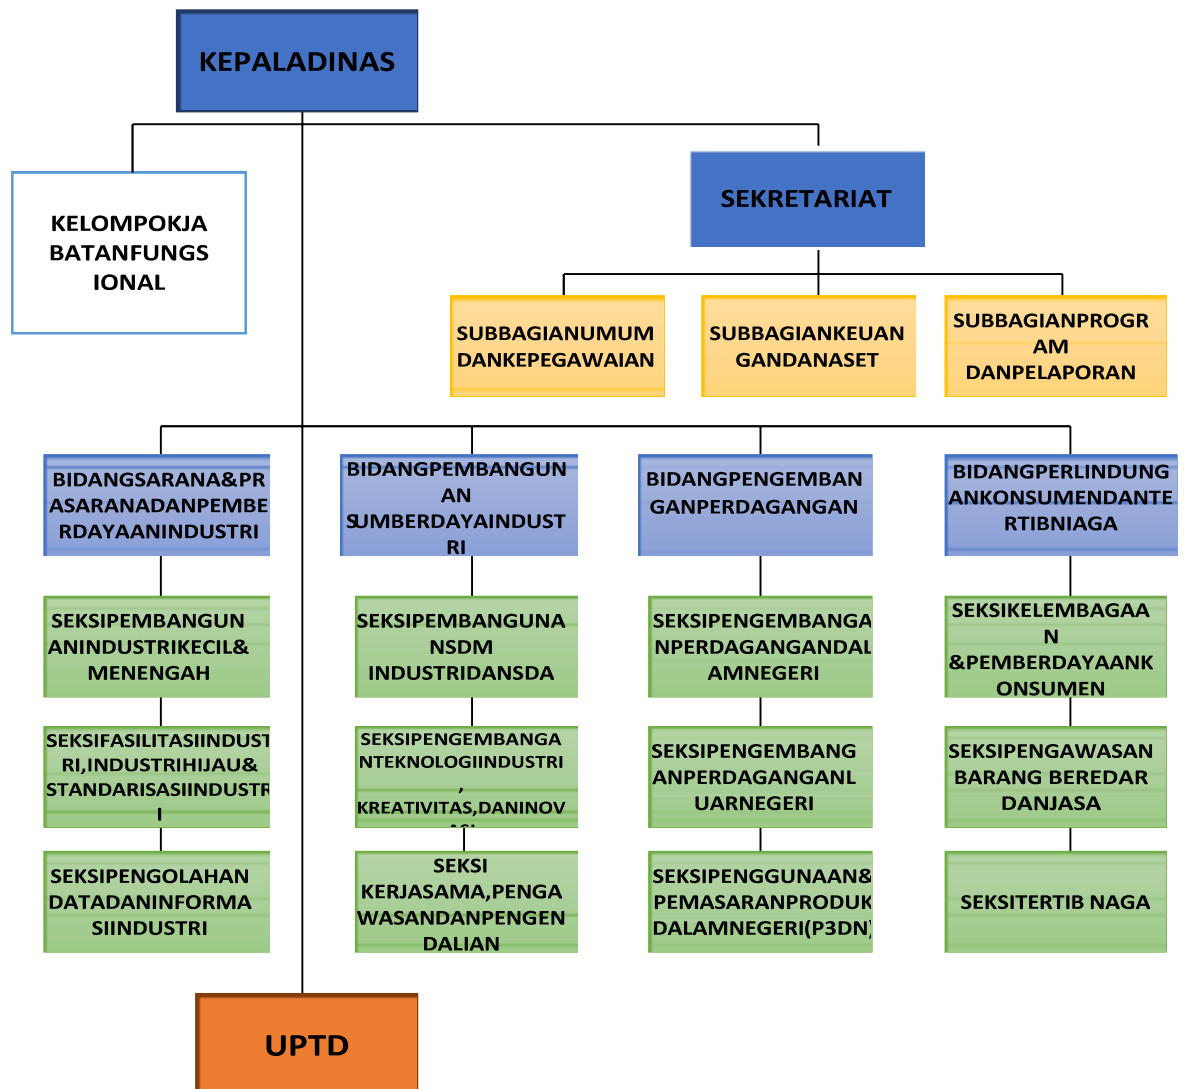 KEPALADINAS
KELOMPOKJA
BATANFUNGS
IONAL
SEKRETARIAT
SUBBAGIANUMUM
DANKEPEGAWAIAN
SUBBAGIANKEUAN
GANDANASET
SUBBAGIANPROGR
AM
DANPELAPORAN
BIDANGSARANA&PR
ASARANADANPEMBE
RDAYAANINDUSTRI
BIDANGPEMBANGUN
AN
SUMBERDAYAINDUST
RI
BIDANGPENGEMBAN
GANPERDAGANGAN
BIDANGPERLINDUNG
ANKONSUMENDANTE
RTIBNIAGA
SEKSIPEMBANGUN
ANINDUSTRIKECIL&
MENENGAH
SEKSIPEMBANGUNA
NSDM
INDUSTRIDANSDA
SEKSIPENGEMBANGA
NPERDAGANGANDAL
AMNEGERI
SEKSIKELEMBAGAA
N
&PEMBERDAYAANK
ONSUMEN
SEKSIFASILITASIINDUST
RI,INDUSTRIHIJAU&
STANDARISASIINDUSTR
I
SEKSIPENGEMBANGA
NTEKNOLOGIINDUSTRI
,
KREATIVITAS,DANINOV
ASI
SEKSIPENGEMBANG
ANPERDAGANGANL
UARNEGERI
SEKSIPENGAWASAN
BARANG BEREDAR
DANJASA
SEKSIPENGOLAHAN
DATADANINFORMA
SIINDUSTRI
SEKSI
KERJASAMA,PENGA
WASANDANPENGEN
DALIAN
SEKSIPENGGUNAAN&
PEMASARANPRODUK
DALAMNEGERI(P3DN)
SEKSITERTIB NAGA
UPTD